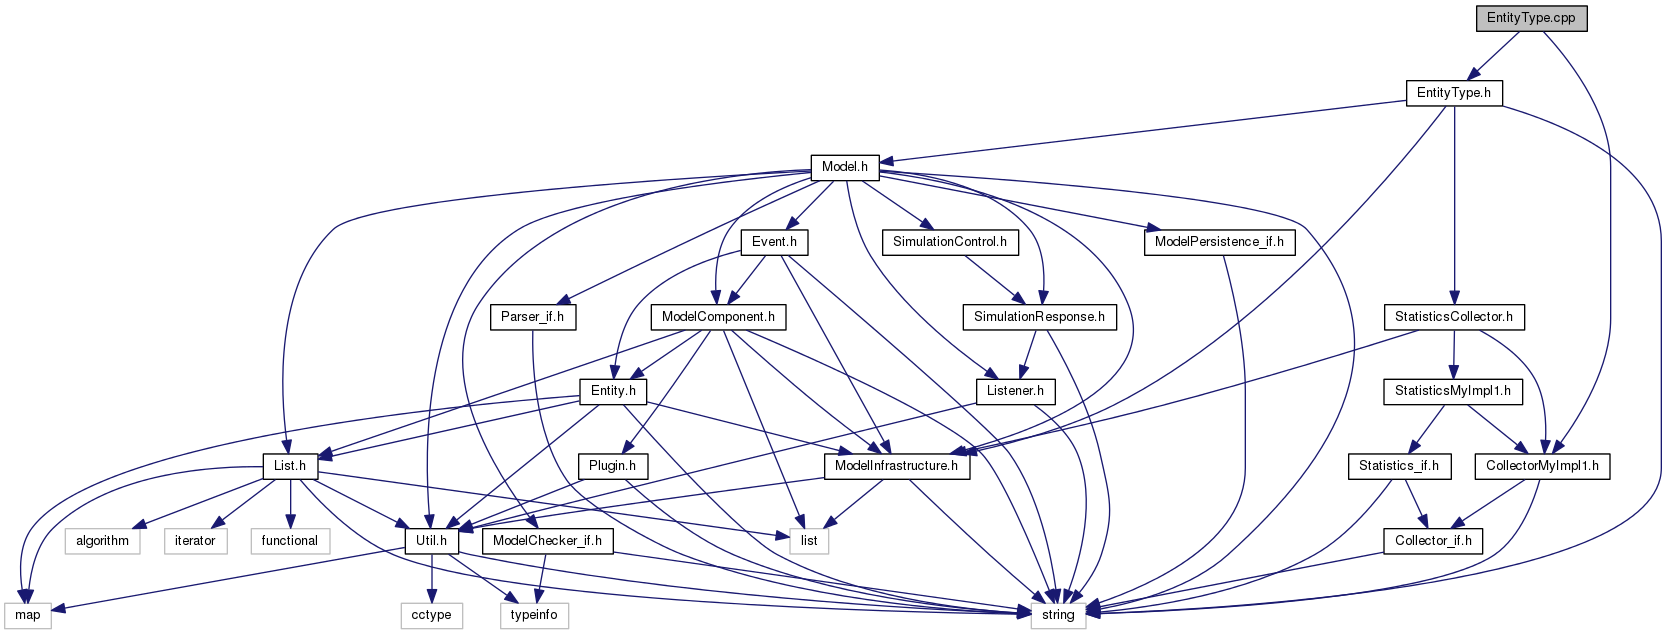 EntityType.cpp
EntityType.h
Model.h
Event.h
SimulationControl.h
ModelPersistence_if.h
Parser_if.h
ModelComponent.h
SimulationResponse.h
StatisticsCollector.h
Entity.h
Listener.h
StatisticsMyImpl1.h
List.h
Plugin.h
ModelInfrastructure.h
Statistics_if.h
CollectorMyImpl1.h
algorithm
iterator
functional
Util.h
ModelChecker_if.h
list
Collector_if.h
map
cctype
typeinfo
string